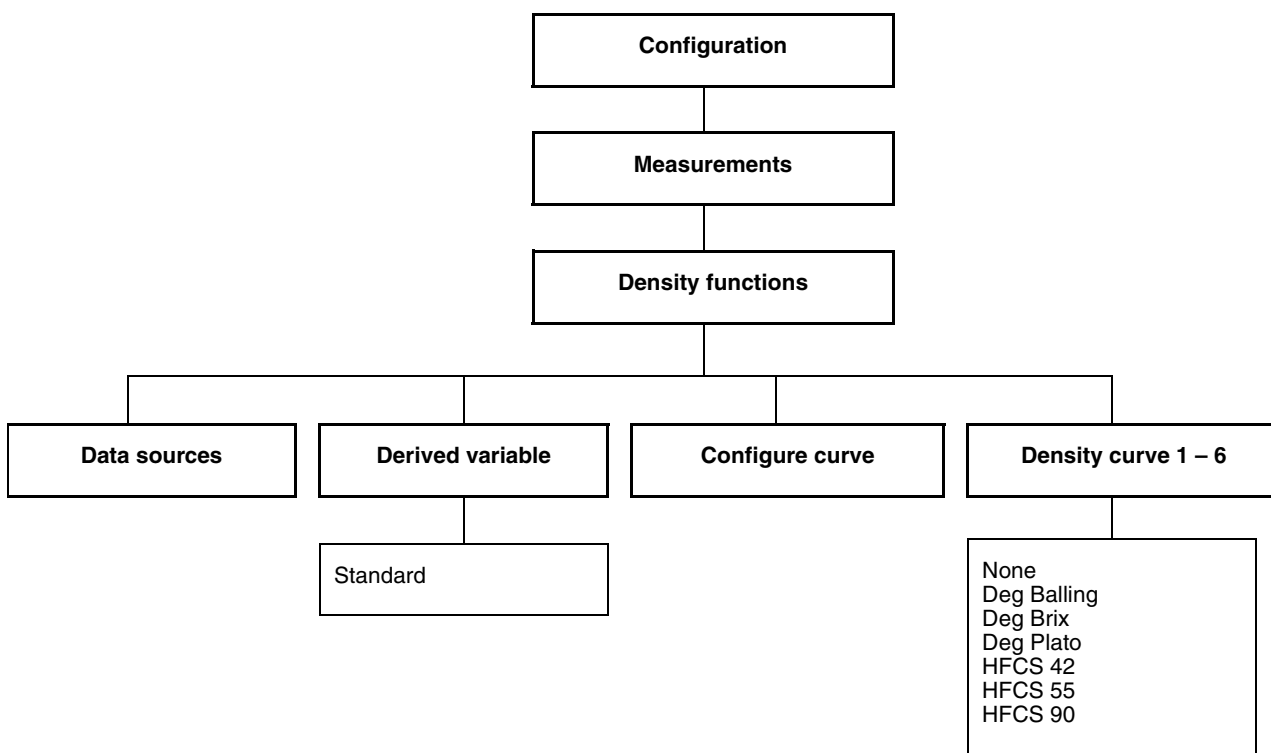 Configuration
Measurements
Density functions
Data sources
Derived variable
Configure curve
Density curve 1 – 6
Standard
None
Deg Balling
Deg Brix
Deg Plato
HFCS 42
HFCS 55
HFCS 90